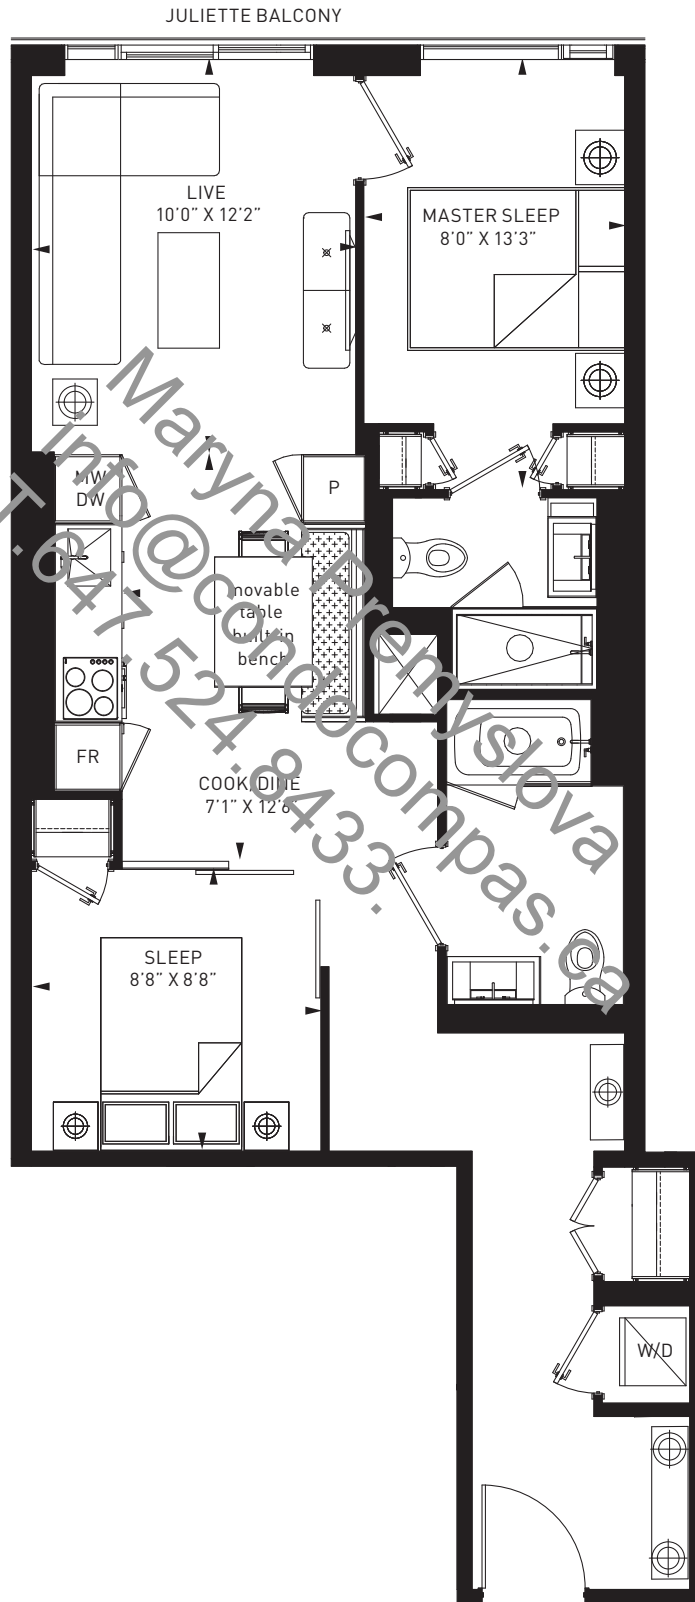 JULIETTE BALCONY
LIVE
10'0” X 12'2”
MASTER SLEEP
8'0” X 13'3”
MW
DW
P
movable
table
built-in
bench
FR
COOK/DINE
7'1” X 12'6”
SLEEP
8'8” X 8'8”
W/D
Maryna Premyslova
info@condocompas.ca
T.647.524.8433.